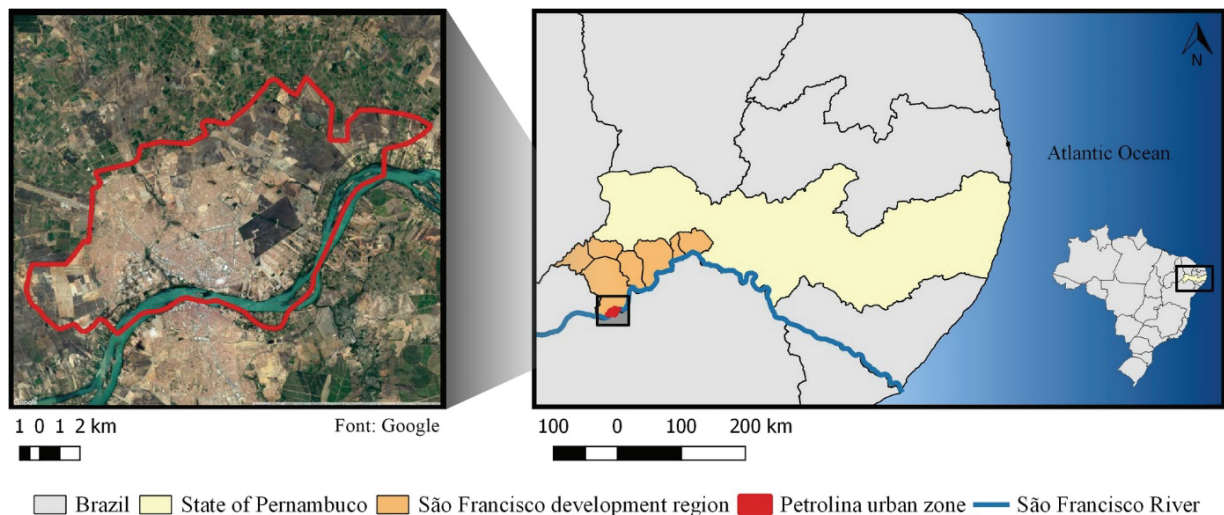 Google
N
Atlantic Ocean
1 0 1 2 km
Font: Google
100 0 100 200 km
Brazil
State of Pernambuco
São Francisco development region
Petrolina urban zone
São Francisco River